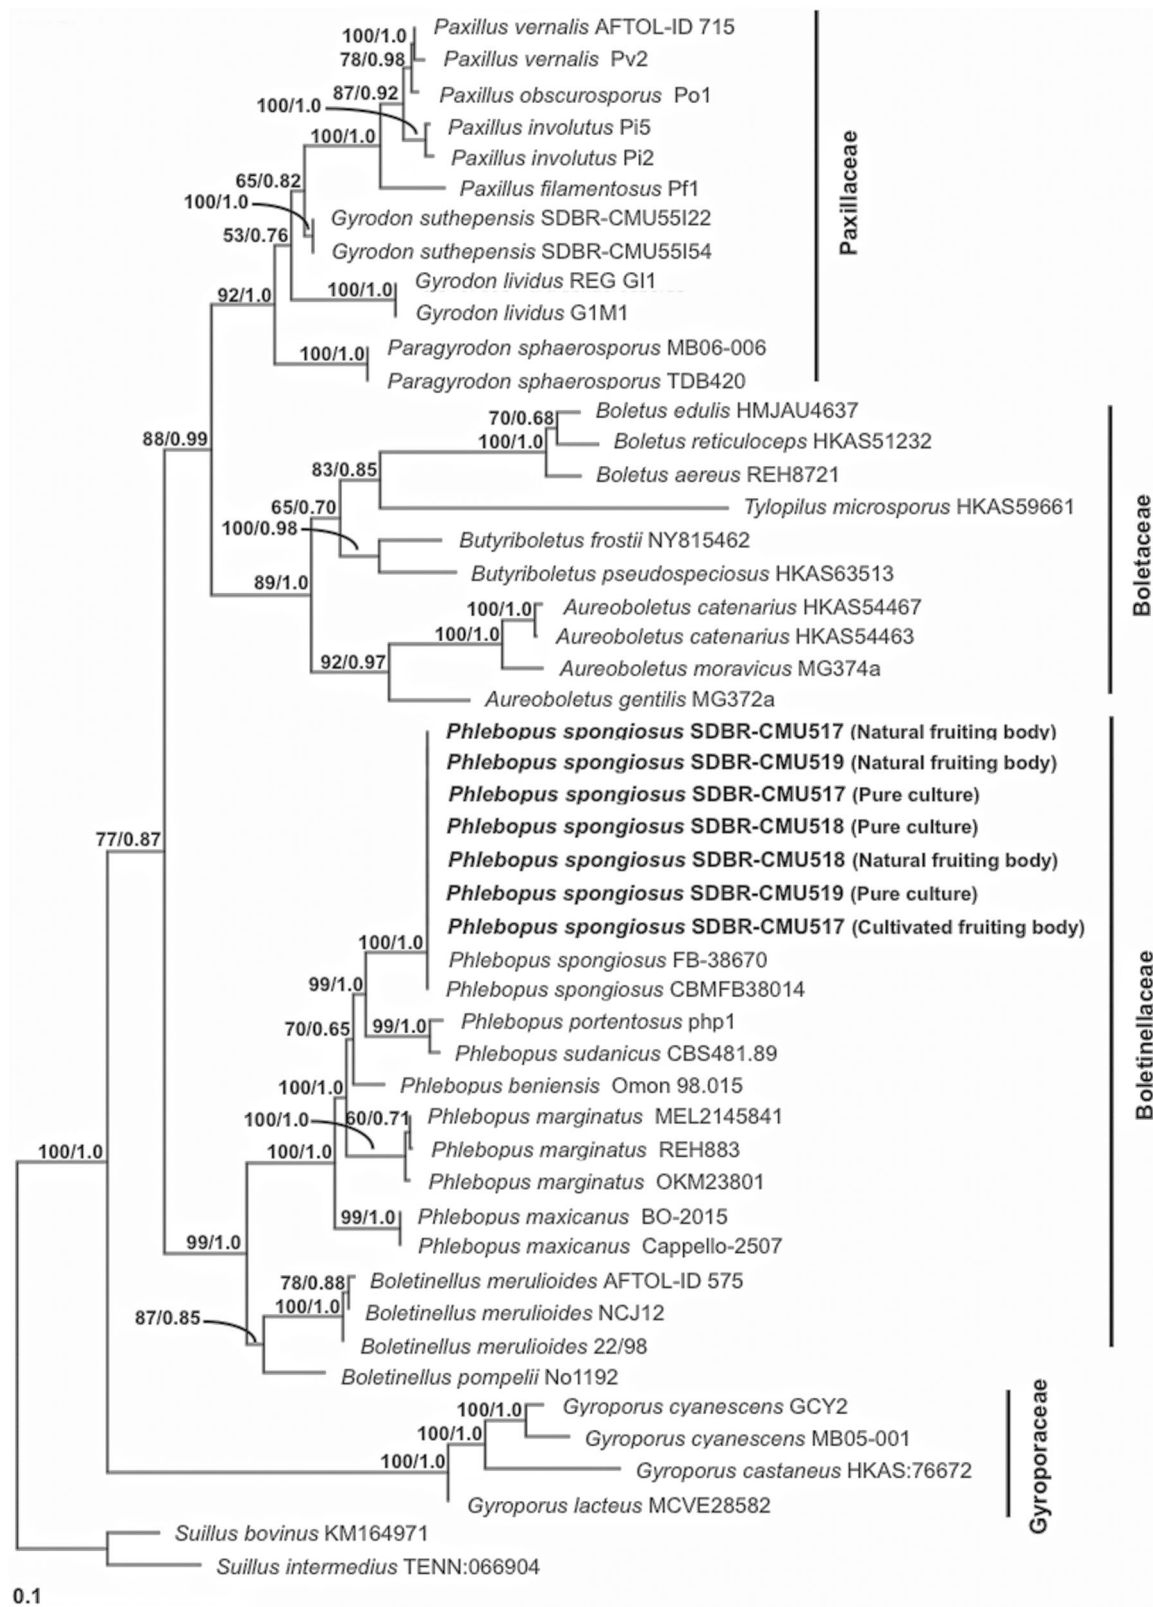 100/1.0
Paxillus vernalis AFTOL-ID 715
78/0.98
Paxillus vernalis Pv2
87/0.92
Paxillus obscurosporus Po1
100/1.0
Paxillus involutus Pi5
100/1.0
Paxillus involutus Pi2
65/0.82
Paxillus filamentosus Pf1
100/1.0
Gyrodon suthepensis SDBR-CMU55I22
53/0.76
Gyrodon suthepensis SDBR-CMU55I54
Gyrodon lividus REG GI1
92/1.0
100/1.0
Gyrodon lividus G1M1
100/1.0
Paragyrodon sphaerosporus MB06-006
Paragyrodon sphaerosporus TDB420
Paxillaceae
70/0.68
Boletus edulis HMJAU4637
88/0.99
100/1.0
Boletus reticuloceps HKAS51232
83/0.85
Boletus aereus REH8721
65/0.70
Tylopilus microsporus HKAS59661
100/0.98
Butyriboletus frostii NY815462
89/1.0
Butyriboletus pseudospeciosus HKAS63513
100/1.0
Aureoboletus catenarius HKAS54467
100/1.0
Aureoboletus catenarius HKAS54463
92/0.97
Aureoboletus moravicus MG374a
Aureoboletus gentilis MG372a
Boletaceae
Phlebopus spongiosus SDBR-CMU517 (Natural fruiting body)
Phlebopus spongiosus SDBR-CMU519 (Natural fruiting body)
Phlebopus spongiosus SDBR-CMU517 (Pure culture)
77/0.87
Phlebopus spongiosus SDBR-CMU518 (Pure culture)
Phlebopus spongiosus SDBR-CMU518 (Natural fruiting body)
Phlebopus spongiosus SDBR-CMU519 (Pure culture)
Phlebopus spongiosus SDBR-CMU517 (Cultivated fruiting body)
100/1.0
Phlebopus spongiosus FB-38670
99/1.0
Phlebopus spongiosus CBMFB38014
70/0.65
99/1.0
Phlebopus portentosus php1
Phlebopus sudanicus CBS481.89
100/1.0
Phlebopus beniensis Omon 98.015
100/1.0
60/0.71
Phlebopus marginatus MEL2145841
100/1.0
100/1.0
Phlebopus marginatus REH883
Phlebopus marginatus OKM23801
99/1.0
Phlebopus maxicanus BO-2015
99/1.0
Phlebopus maxicanus Cappello-2507
78/0.88
Boletinellus merulioides AFTOL-ID 575
87/0.85
100/1.0
Boletinellus merulioides NCJ12
Boletinellus merulioides 22/98
Boletinellus pompelii No1192
Boletinellaceae
100/1.0
Gyroporus cyanescens GCY2
100/1.0
Gyroporus cyanescens MB05-001
100/1.0
Gyroporus castaneus HKAS:76672
Gyroporus lacteus MCVE28582
Gyroporaceae
Suillus bovinus KM164971
Suillus intermedius TENN:066904
0.1